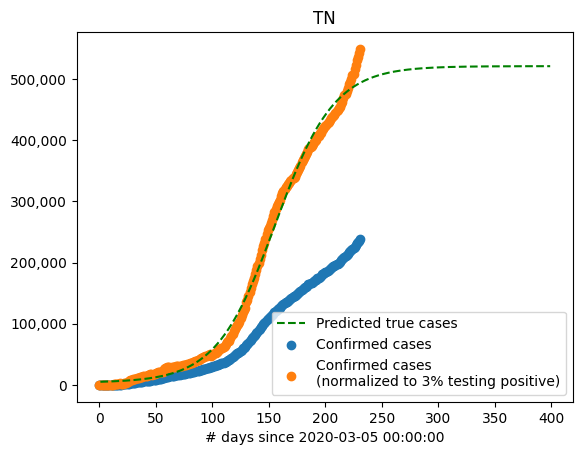 TN
500,000
400,000
300,000
200,000
100,000
0
Predicted true cases
Confirmed cases
Confirmed cases
(normalized to 3% testing positive)
0 50 100 150 200 250 300 350 400
# days since 2020-03-05 00:00:00